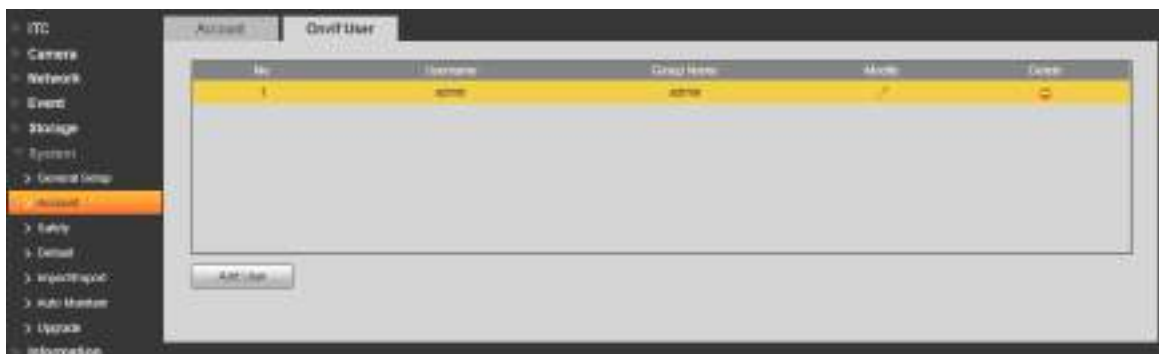 ITC
Camera
Network
Event
Storage
System
> General Setup
> Account
> Safety
> Default
> Import/Export
> Auto Maintain
> Upgrade
Information
Account Onvif User
No. Username Group Name Modify Delete
1 admin admin
Add User